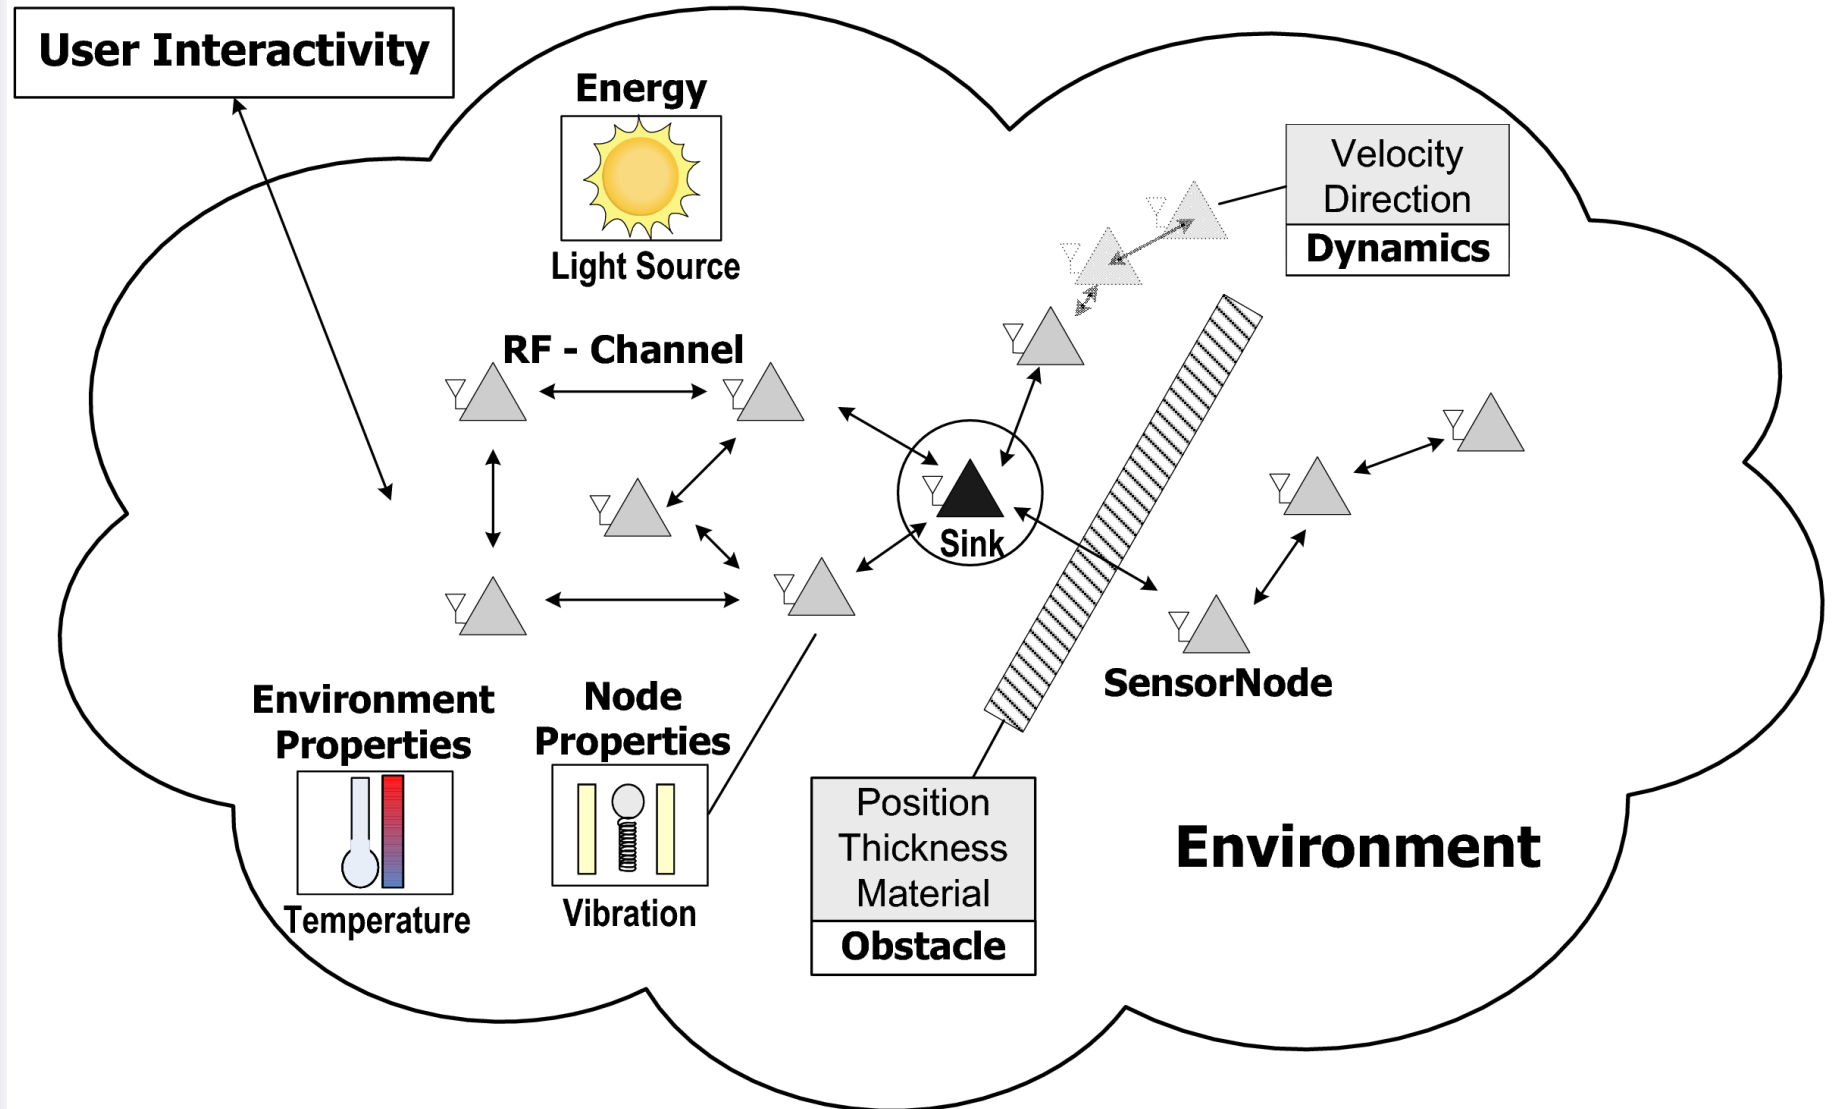 User Interactivity
Energy
Light Source
Velocity
Direction
Dynamics
RF - Channel
Sink
SensorNode
Environment
Properties
Temperature
Node
Properties
Vibration
Position
Thickness
Material
Obstacle
Environment